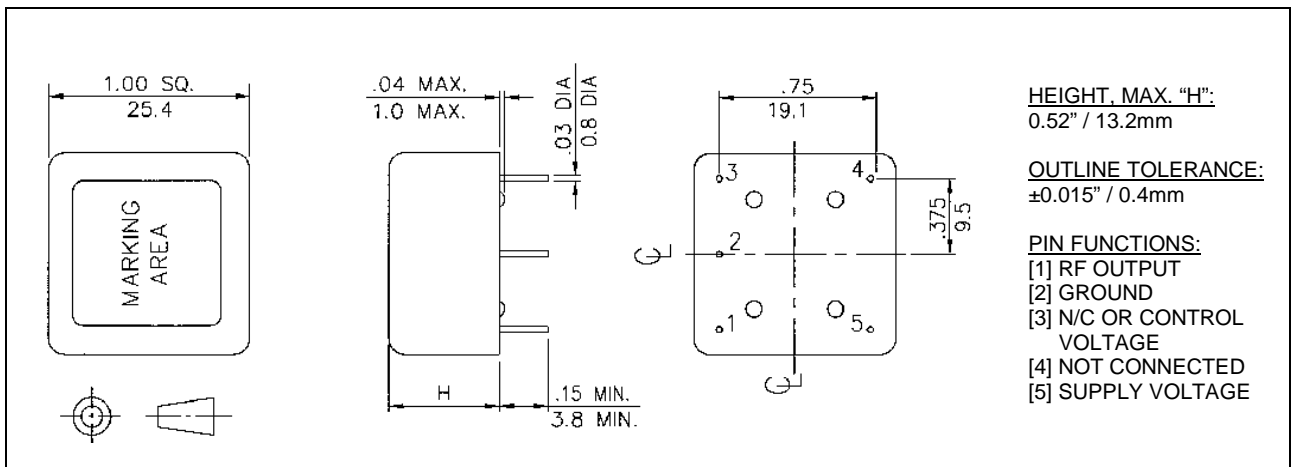 1.00 SQ.
25.4
MARKING
AREA
.04 MAX.
1.0 MAX.
.03 DIA
0.8 DIA
H
.15 MIN.
3.8 MIN.
.75
19.1
3
4
2
1
5
.375
9.5
CL
CL
HEIGHT, MAX. “H”:
0.52” / 13.2mm
OUTLINE TOLERANCE:
±0.015” / 0.4mm
PIN FUNCTIONS:
[1] RF OUTPUT
[2] GROUND
[3] N/C OR CONTROL
VOLTAGE
[4] NOT CONNECTED
[5] SUPPLY VOLTAGE